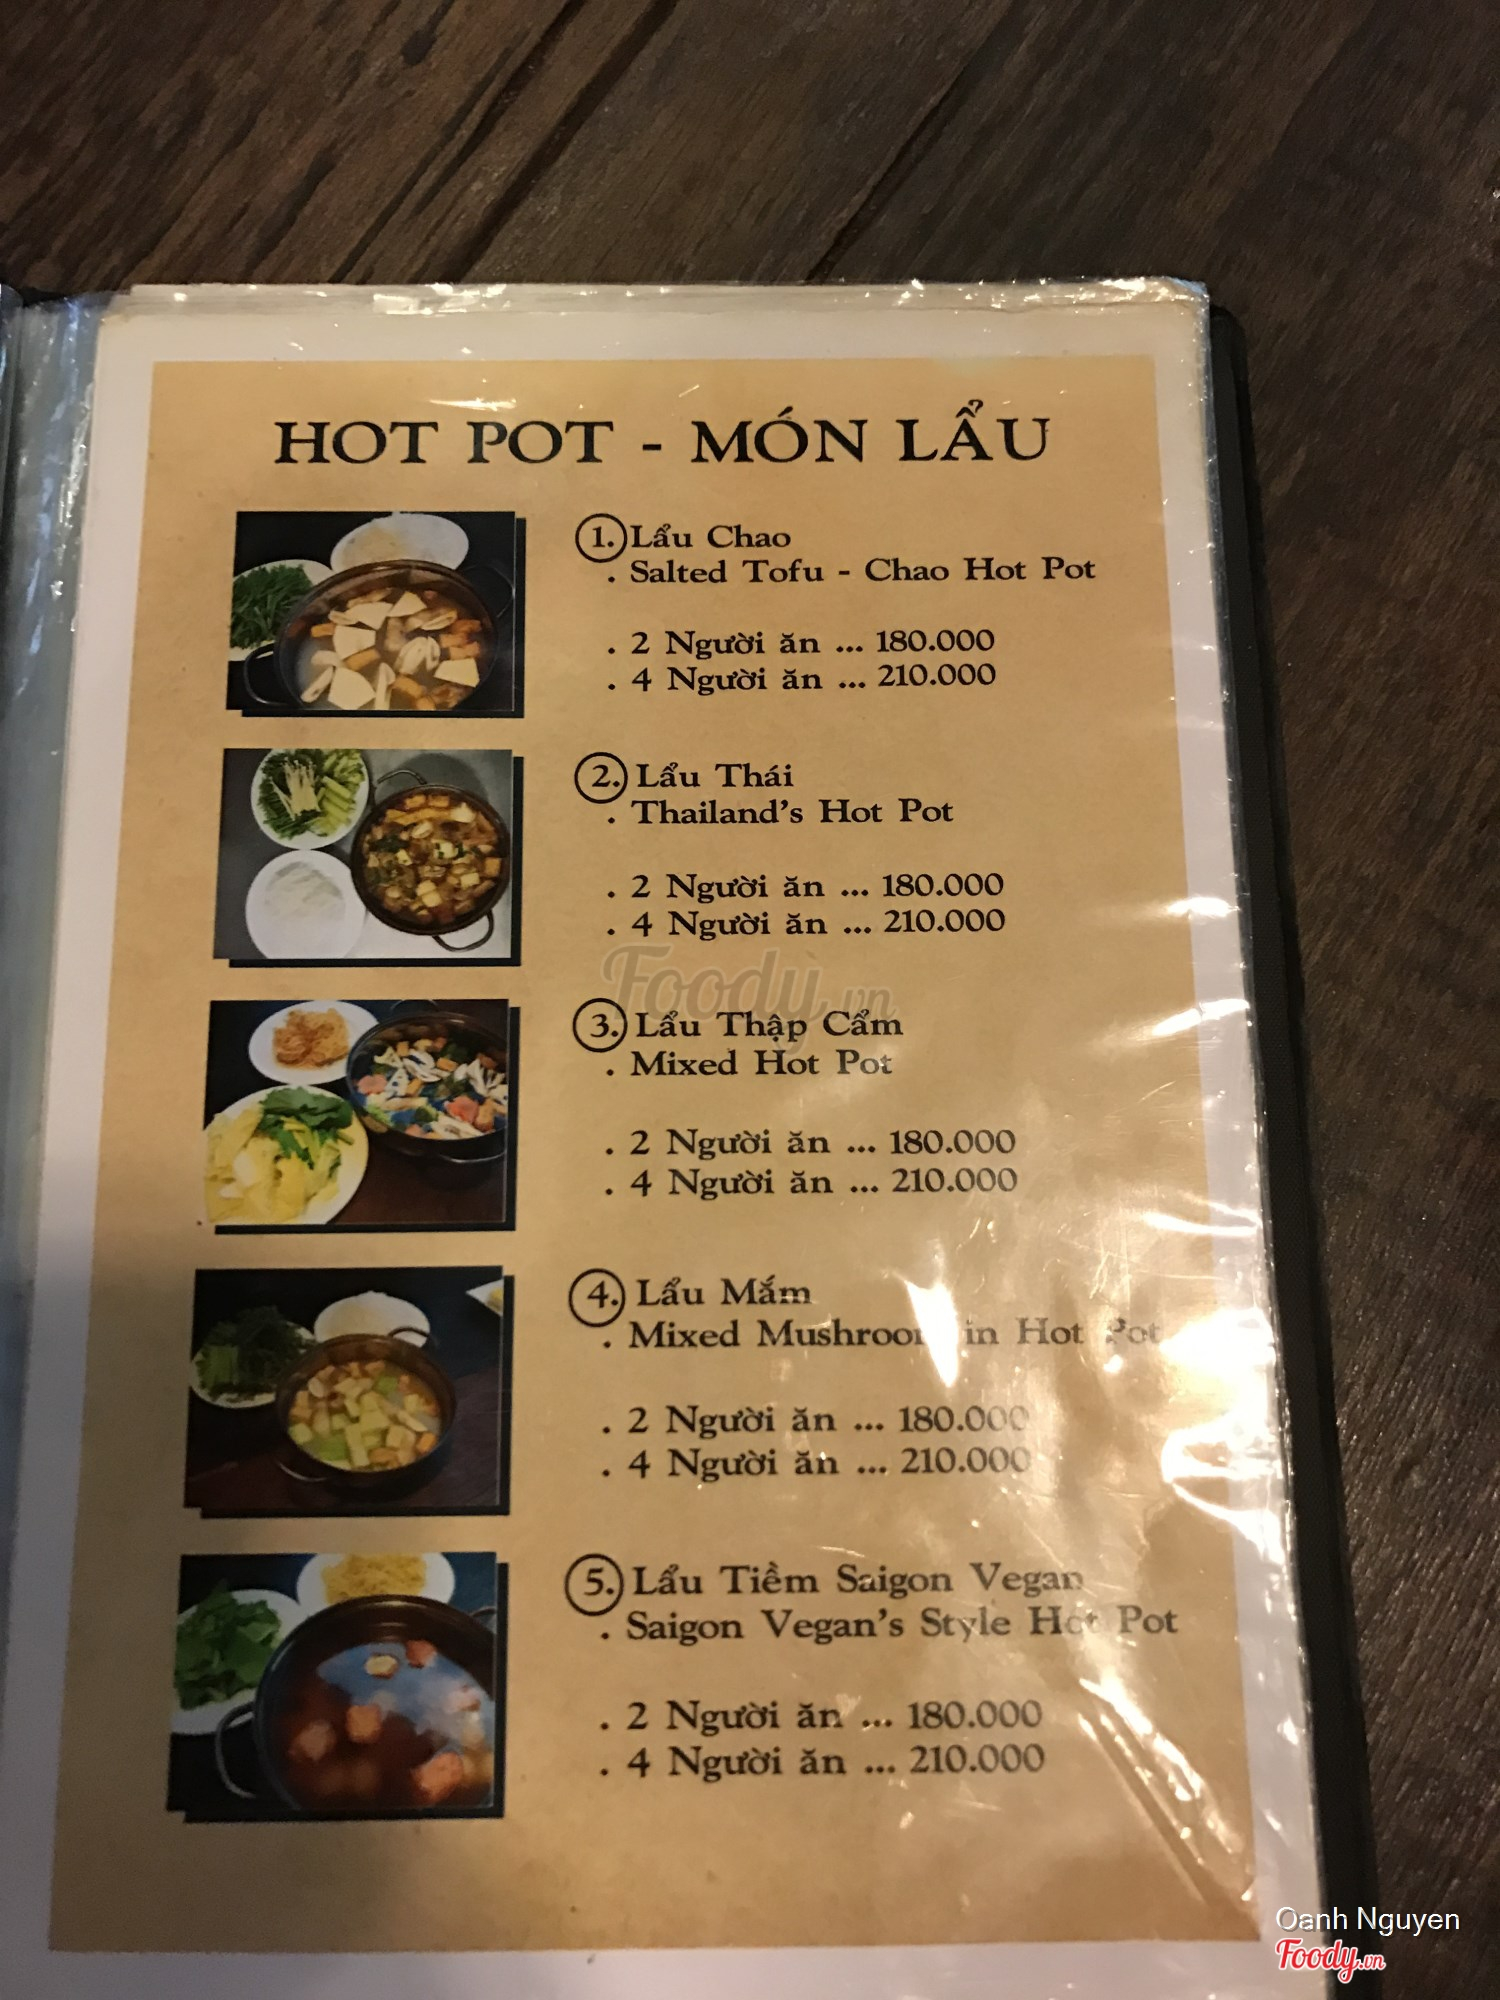 HOT POT - MÓN LẨU
1. Lẩu Chao
. Salted Tofu - Chao Hot Pot
. 2 Người ăn ... 180.000
. 4 Người ăn ... 210.000
2. Lẩu Thái
. Thailand's Hot Pot
. 2 Người ăn ... 180.000
. 4 Người ăn ... 210.000
Foody.vn
3. Lẩu Thập Cẩm
. Mixed Hot Pot
. 2 Người ăn ... 180.000
. 4 Người ăn ... 210.000
4. Lẩu Mắm
. Mixed Mushroom in Hot Pot
. 2 Người ăn ... 180.000
. 4 Người ăn ... 210.000
5. Lẩu Tiềm Saigon Vegan
. Saigon Vegan's Style Hot Pot
. 2 Người ăn ... 180.000
. 4 Người ăn ... 210.000
Oanh Nguyen
Foody.vn